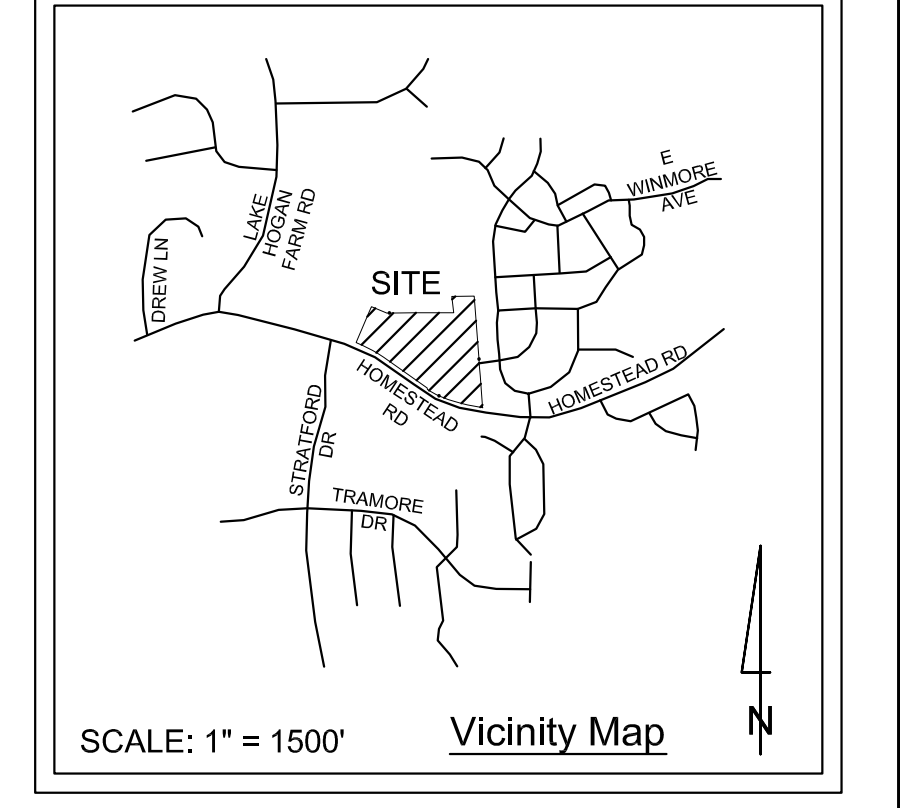 E
WINMORE
AVE
LAKE
HOGAN
FARM RD
DREW LN
SITE
HOMESTEAD
RD
HOMESTEAD RD
STRATFORD
DR
TRAMORE
DR
N
SCALE: 1" = 1500'
Vicinity Map